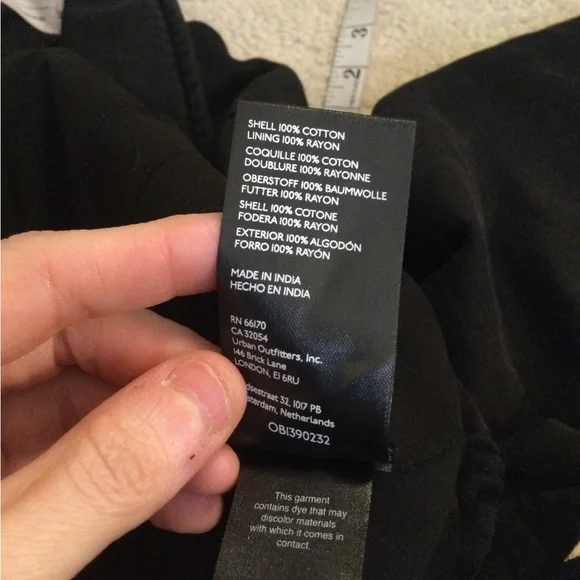 3
2
SHELL 100% COTTON
LINING 100% RAYON
COQUILLE 100% COTON
DOUBLURE 100% RAYONNE
OBERSTOFF 100% BAUMWOLLE
FUTTER 100% RAYON
SHELL 100% COTONE
FODERA 100% RAYON
EXTERIOR 100% ALGODÓN
FORRO 100% RAYÓN
MADE IN INDIA
HECHO EN INDIA
RN 66170
CA 32054
Urban Outfitters, Inc.
146 Brick Lane
LONDON, E1 6RU
dsestraat 32, 1017 PB
sterdam, Netherlands
OB1390232
This garment
contains dye that may
discolor materials
with which it comes in
contact.